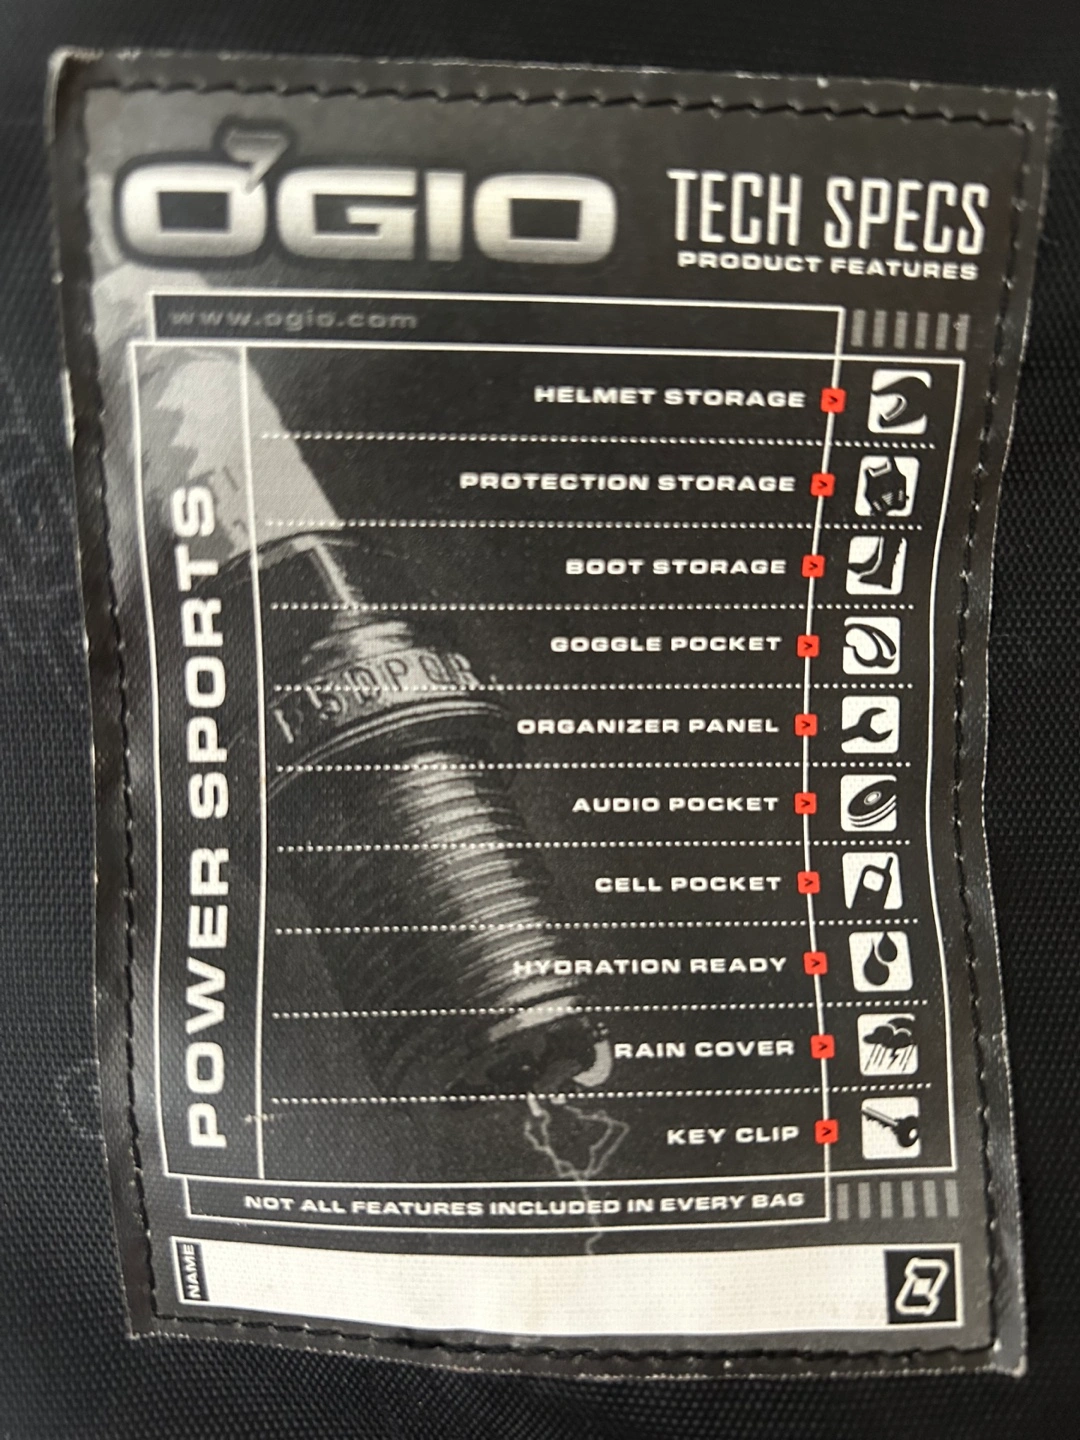 OGIO
TECH SPECS
PRODUCT FEATURES
www.ogio.com
POWER SPORTS
HELMET STORAGE
PROTECTION STORAGE
BOOT STORAGE
GOGGLE POCKET
ORGANIZER PANEL
AUDIO POCKET
CELL POCKET
HYDRATION READY
RAIN COVER
KEY CLIP
NOT ALL FEATURES INCLUDED IN EVERY BAG
NAME